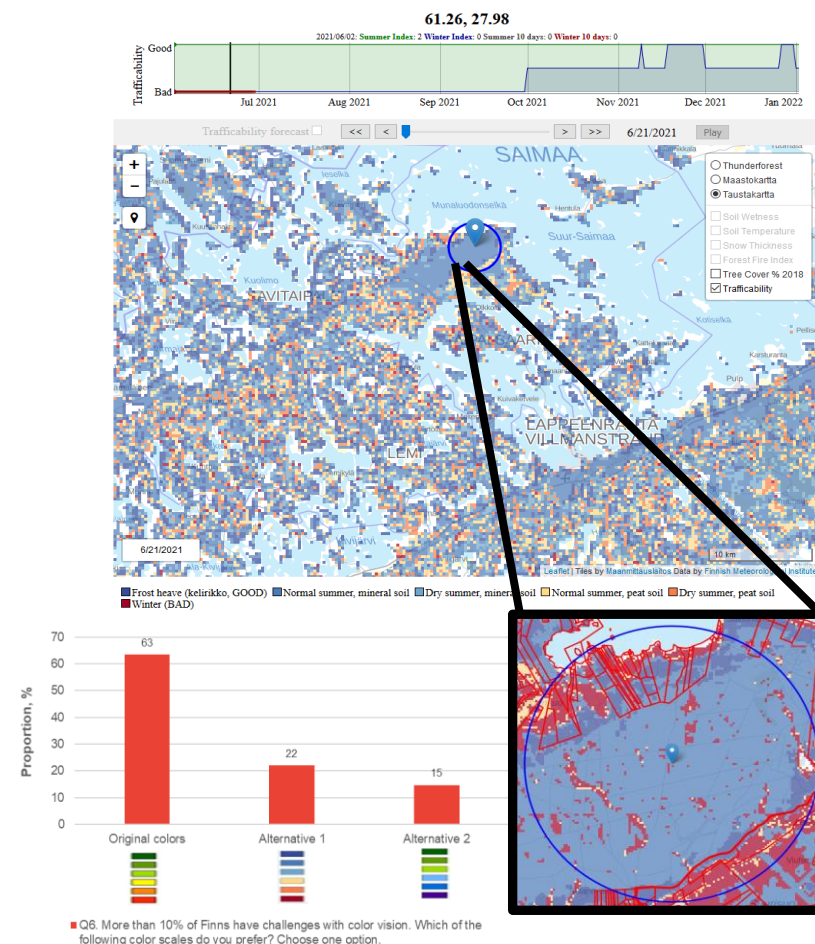 61.26, 27.98
2021/06/02: Summer Index: 2 Winter Index: 0 Summer 10 days: 0 Winter 10 days: 0
Trafficability
Good
Bad
Jul 2021 Aug 2021 Sep 2021 Oct 2021 Nov 2021 Dec 2021 Jan 2022
Trafficability forecast << < > >> 6/21/2021 Play
+
−
SAIMAA
Ieselkä
Munaluodonselkä
Hentula
Suur-Saimaa
Kuolimo
SAVITAIP
Kotiselkä
Karsturanta
Pulp
Kuivaketvele
LAPPEENRANTA
VILLMANSTRAND
LEMI
Thunderforest
Maastokartta
Taustakartta
Soil Wetness
Soil Temperature
Snow Thickness
Forest Fire Index
Tree Cover % 2018
Trafficability
6/21/2021
10 km
Leaflet | Tiles by Maanmittauslaitos Data by Finnish Meteorological Institute
Frost heave (kelirikko, GOOD) Normal summer, mineral soil Dry summer, mineral soil Normal summer, peat soil Dry summer, peat soil
Winter (BAD)
Proportion, %
70
60
50
40
30
20
10
0
63
22
15
Original colors Alternative 1 Alternative 2
Q6. More than 10% of Finns have challenges with color vision. Which of the
following color scales do you prefer? Choose one option.